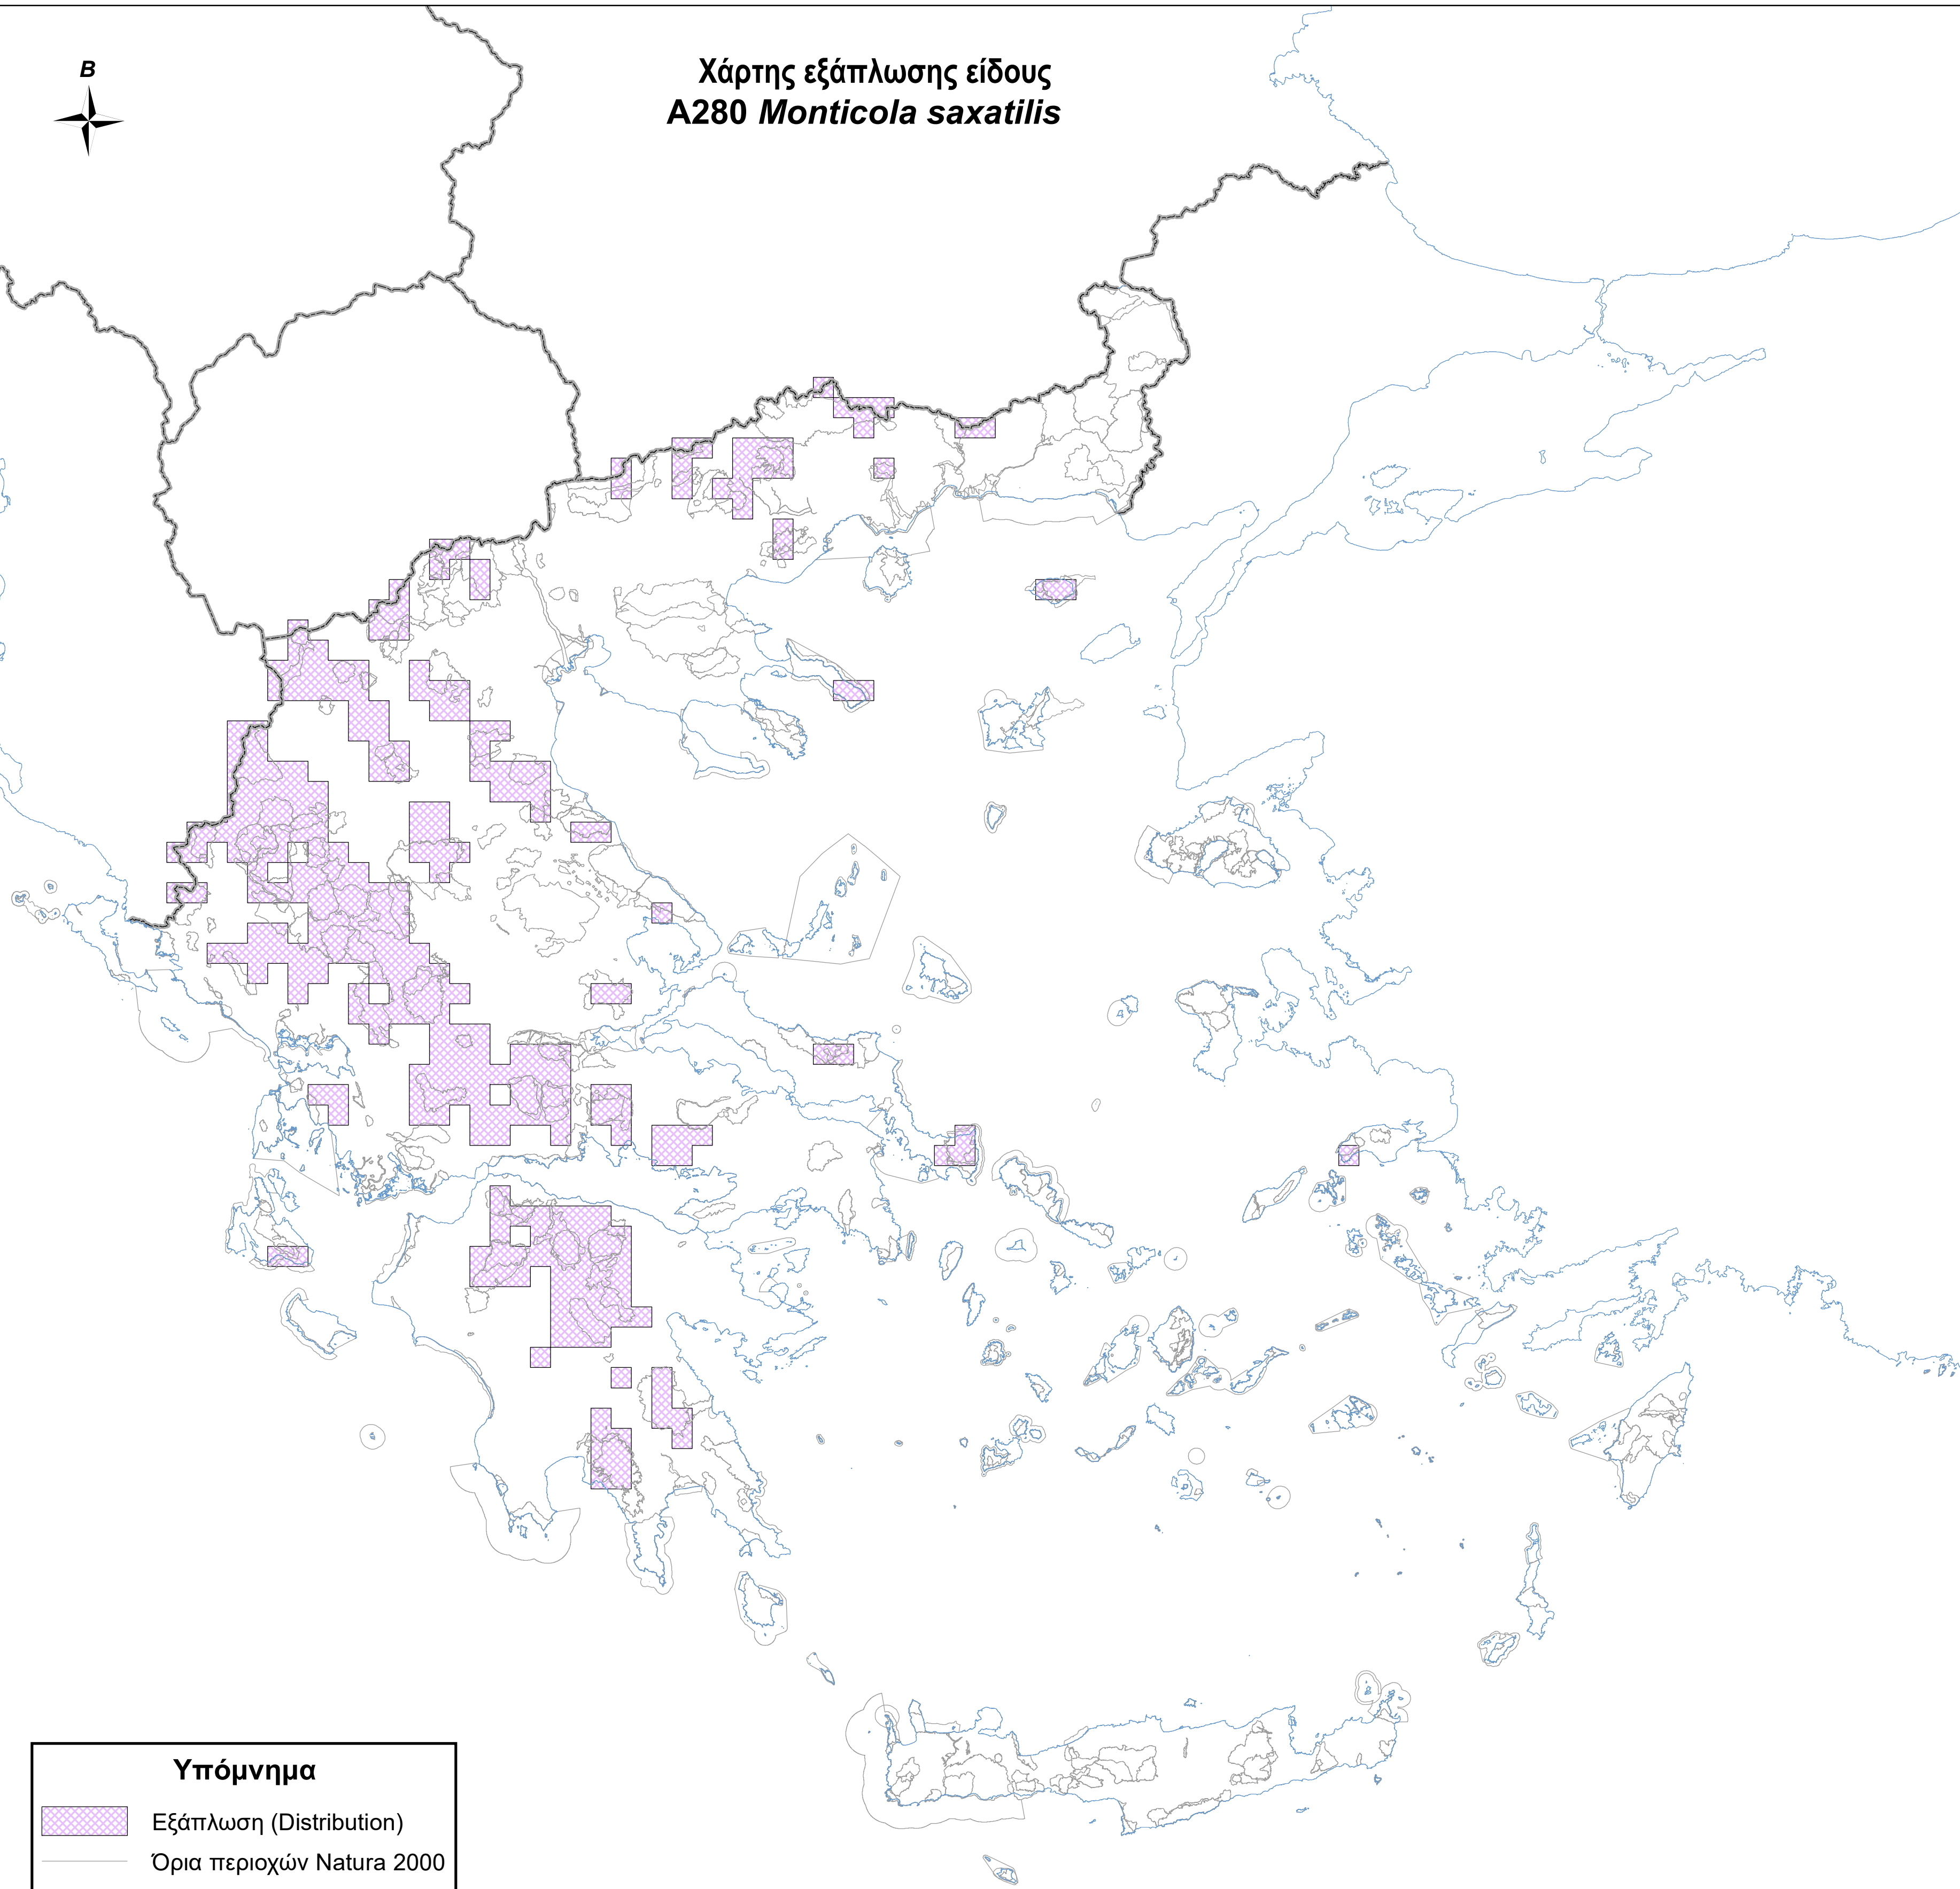 B
Χάρτης εξάπλωσης είδους
A280 Monticola saxatilis
Υπόμνημα
Εξάπλωση (Distribution)
Όρια περιοχών Natura 2000